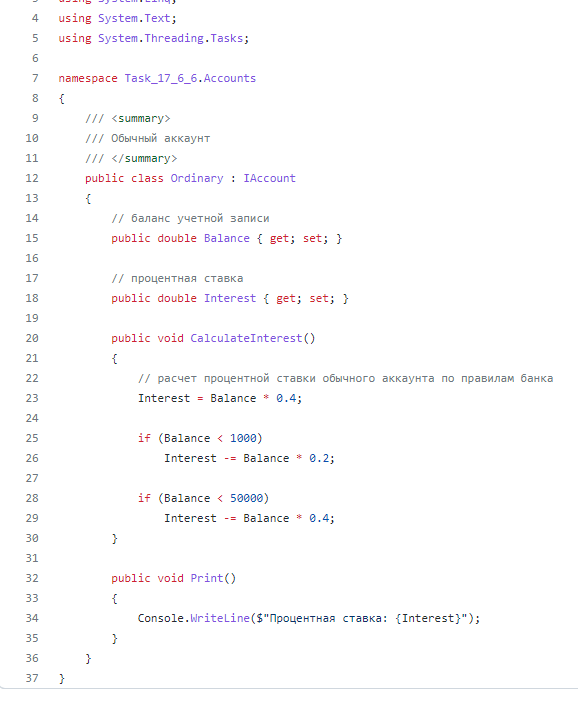 using System.Linq;
4 using System.Text;
5 using System.Threading.Tasks;
6
7 namespace Task_17_6_6.Accounts
8 {
9 /// <summary>
10 /// Обычный аккаунт
11 /// </summary>
12 public class Ordinary : IAccount
13 {
14 // баланс учетной записи
15 public double Balance { get; set; }
16
17 // процентная ставка
18 public double Interest { get; set; }
19
20 public void CalculateInterest()
21 {
22 // расчет процентной ставки обычного аккаунта по правилам банка
23 Interest = Balance * 0.4;
24
25 if (Balance < 1000)
26 Interest -= Balance * 0.2;
27
28 if (Balance < 50000)
29 Interest -= Balance * 0.4;
30 }
31
32 public void Print()
33 {
34 Console.WriteLine($"Процентная ставка: {Interest}");
35 }
36 }
37 }